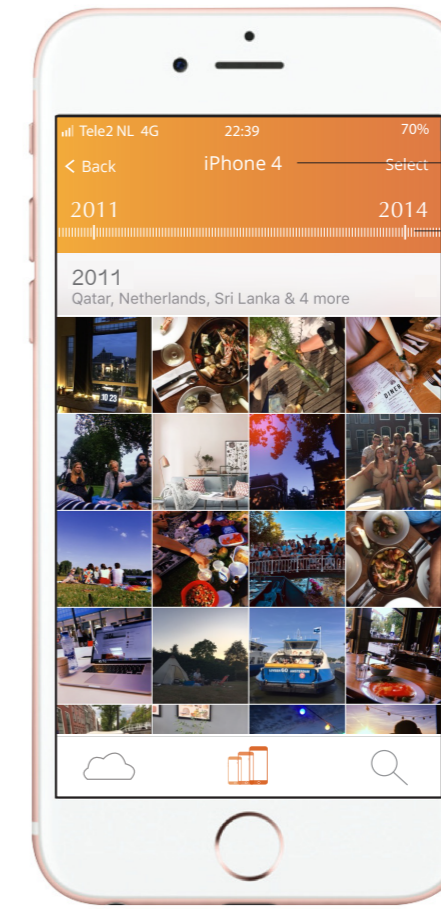 Tele2 NL 4G 22:39 70%
< Back iPhone 4 Select
2011 2014
2011
Qatar, Netherlands, Sri Lanka & 4 more
10 23
DINER